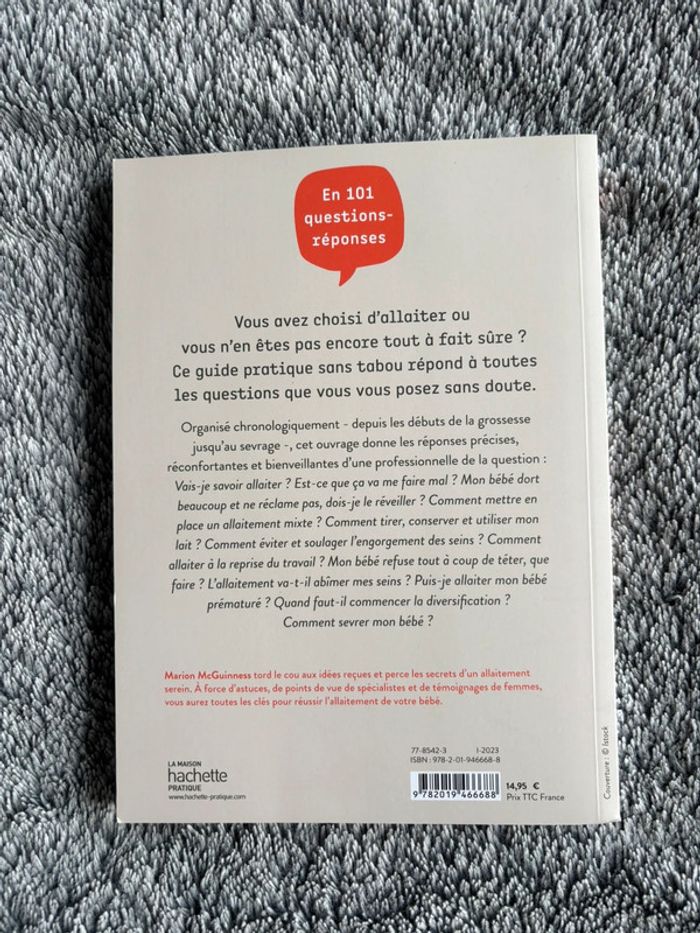 En 101
questions-
réponses
Vous avez choisi d'allaiter ou
vous n'en êtes pas encore tout à fait sûre ?
Ce guide pratique sans tabou répond à toutes
les questions que vous vous posez sans doute.
Organisé chronologiquement - depuis les débuts de la grossesse
jusqu'au sevrage -, cet ouvrage donne les réponses précises,
réconfortantes et bienveillantes d'une professionnelle de la question :
Vais-je savoir allaiter ? Est-ce que ça va me faire mal ? Mon bébé dort
beaucoup et ne réclame pas, dois-je le réveiller ? Comment mettre en
place un allaitement mixte ? Comment tirer, conserver et utiliser mon
lait ? Comment éviter et soulager l'engorgement des seins ? Comment
allaiter à la reprise du travail ? Mon bébé refuse tout à coup de téter, que
faire ? L'allaitement va-t-il abîmer mes seins ? Puis-je allaiter mon bébé
prématuré ? Quand faut-il commencer la diversification ?
Comment sevrer mon bébé ?
Marion McGuinness tord le cou aux idées reçues et perce les secrets d'un allaitement
serein. À force d'astuces, de points de vue de spécialistes et de témoignages de femmes,
vous aurez toutes les clés pour réussir l'allaitement de votre bébé.
LA MAISON
hachette
PRATIQUE
www.hachette-pratique.com
77-8542-3 I-2023
ISBN : 978-2-01-946668-8
9 782019 466688
14,95 €
Prix TTC France
Couverture : © Istock